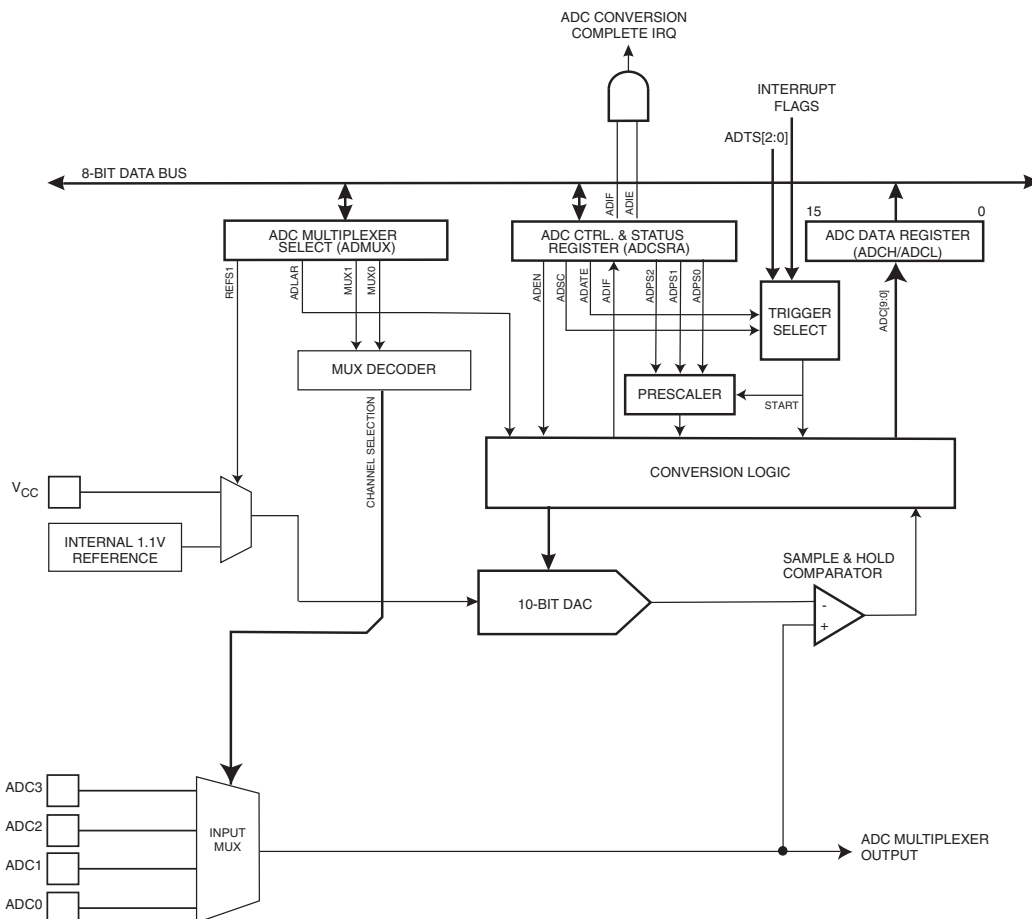 ADC CONVERSION
COMPLETE IRQ
INTERRUPT
FLAGS
ADTS[2:0]
8-BIT DATA BUS
ADIF
ADIE
15
0
ADC MULTIPLEXER
SELECT (ADMUX)
ADC CTRL. & STATUS
REGISTER (ADCSRA)
ADC DATA REGISTER
(ADCH/ADCL)
REFS1
ADLAR
MUX1
MUX0
ADEN
ADSC
ADATE
ADIF
ADPS2
ADPS1
ADPS0
ADC[9:0]
TRIGGER
SELECT
MUX DECODER
PRESCALER
START
CHANNEL SELECTION
CONVERSION LOGIC
VCC
INTERNAL 1.1V
REFERENCE
SAMPLE & HOLD
COMPARATOR
10-BIT DAC
-
+
ADC3
ADC2
ADC1
ADC0
INPUT
MUX
ADC MULTIPLEXER
OUTPUT